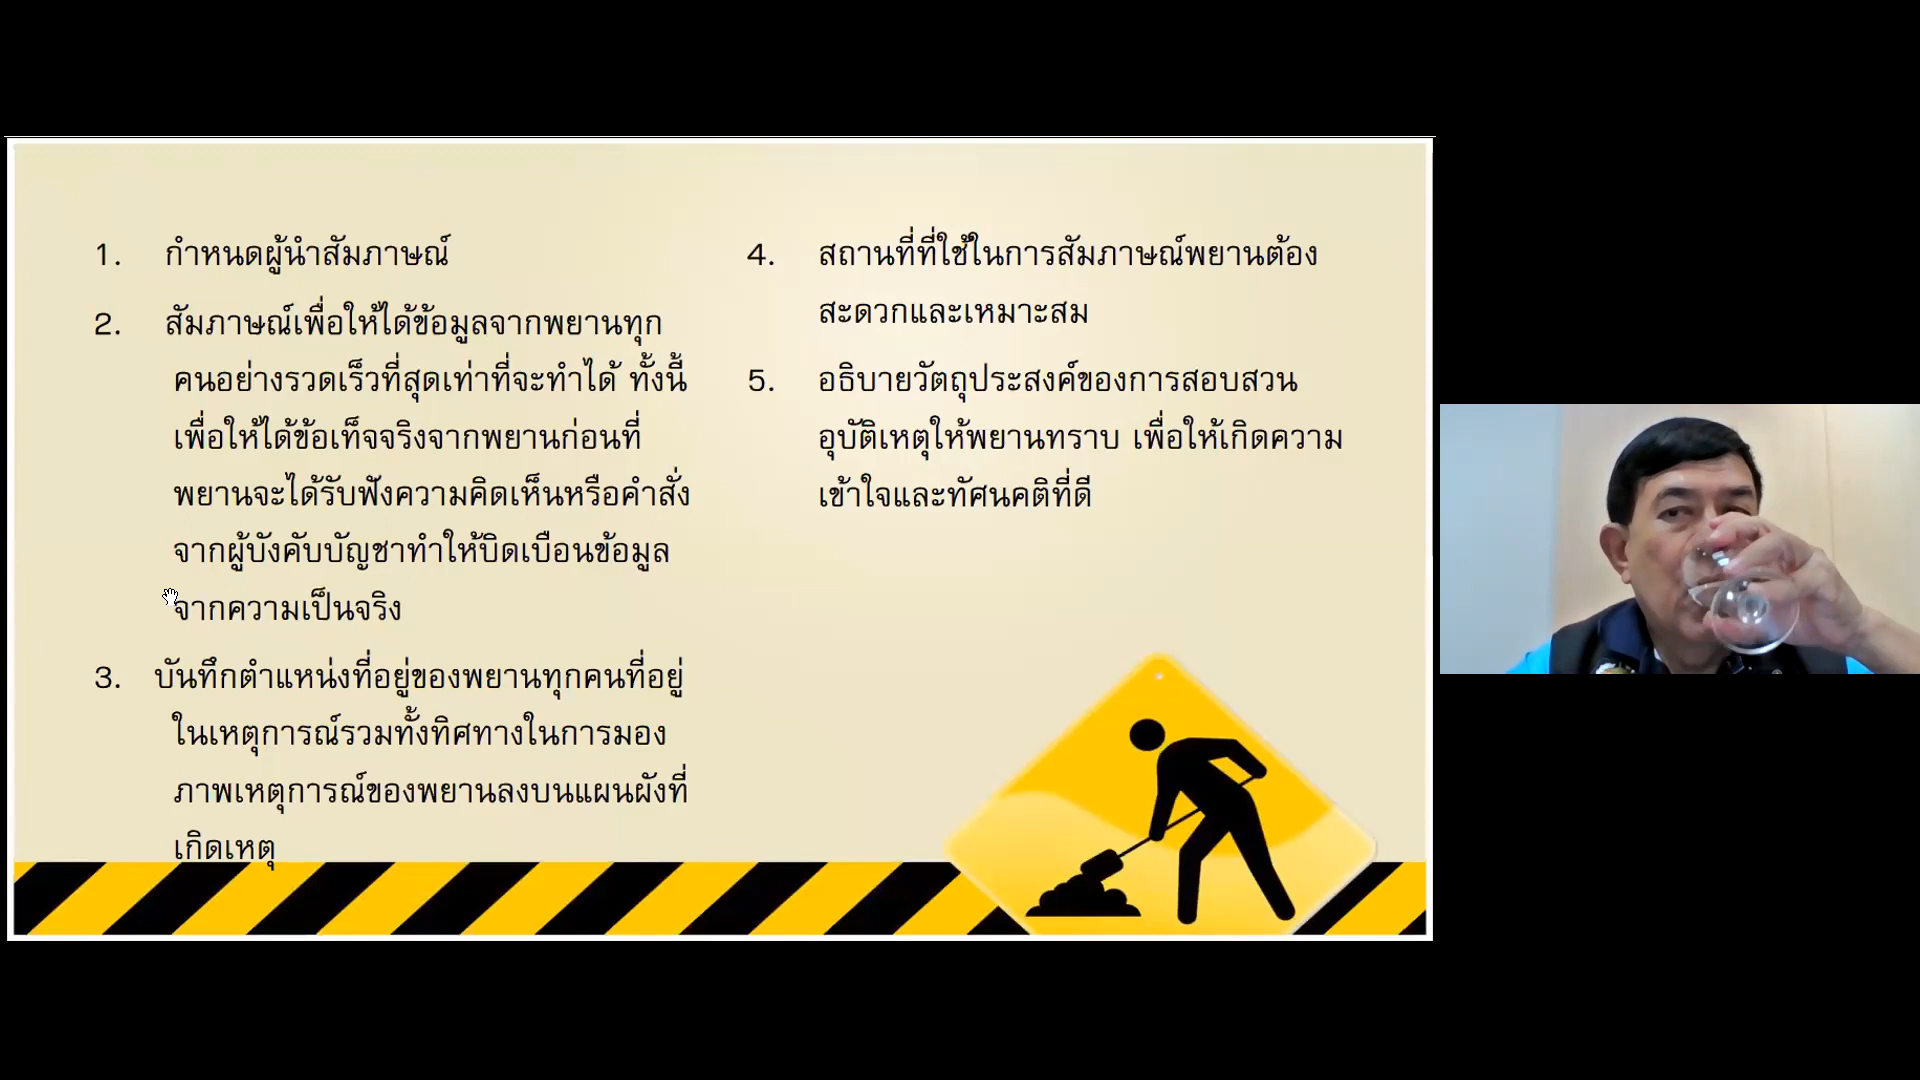 1. กำหนดผู้นำสัมภาษณ์
2. สัมภาษณ์เพื่อให้ได้ข้อมูลจากพยานทุก
คนอย่างรวดเร็วที่สุดเท่าที่จะทำได้ ทั้งนี้
เพื่อให้ได้ข้อเท็จจริงจากพยานก่อนที่
พยานจะได้รับฟังความคิดเห็นหรือคำสั่ง
จากผู้บังคับบัญชาทำให้บิดเบือนข้อมูล
จากความเป็นจริง
3. บันทึกตำแหน่งที่อยู่ของพยานทุกคนที่อยู่
ในเหตุการณ์รวมทั้งทิศทางในการมอง
ภาพเหตุการณ์ของพยานลงบนแผนผังที่
เกิดเหตุ
4. สถานที่ที่ใช้ในการสัมภาษณ์พยานต้อง
สะดวกและเหมาะสม
5. อธิบายวัตถุประสงค์ของการสอบสวน
อุบัติเหตุให้พยานทราบ เพื่อให้เกิดความ
เข้าใจและทัศนคติที่ดี